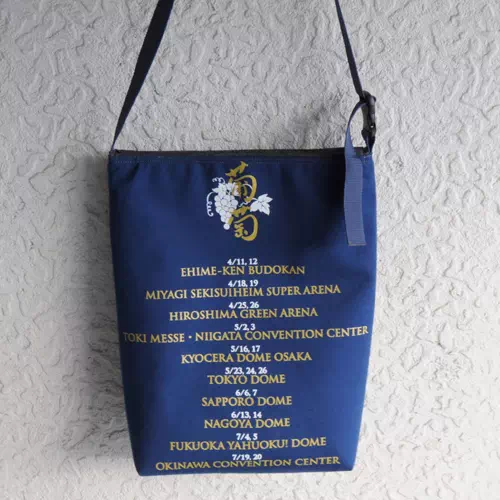 葡萄
4/11, 12
EHIME-KEN BUDOKAN
4/18, 19
MIYAGI SEKISUIHEIM SUPER ARENA
4/25, 26
HIROSHIMA GREEN ARENA
5/2, 3
TOKI MESSE・NIIGATA CONVENTION CENTER
5/16, 17
KYOCERA DOME OSAKA
5/23, 24, 26
TOKYO DOME
6/6, 7
SAPPORO DOME
6/13, 14
NAGOYA DOME
7/4, 5
FUKUOKA YAHUOKU! DOME
7/19, 20
OKINAWA CONVENTION CENTER